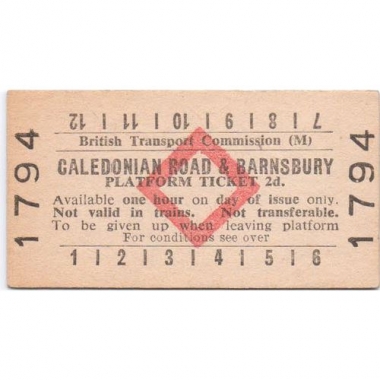 7 | 8 | 9 | 10 | 11 | 12
British Transport Commission (M)
CALEDONIAN ROAD & BARNSBURY
PLATFORM TICKET 2d.
Available one hour on day of issue only.
Not valid in trains. Not transferable.
To be given up when leaving platform
For conditions see over
1 | 2 | 3 | 4 | 5 | 6
1794
1794